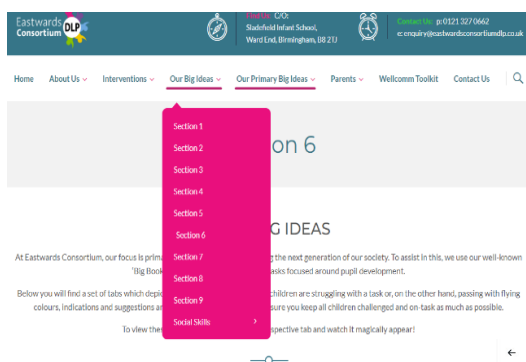 Eastwards
Consortium DLP
Find Us: C/O:
Sladefield Infant School,
Ward End, Birmingham, B8 2TJ
Contact Us: p:0121 327 0662
e: enquiry@eastwardsconsortiumdlp.co.uk
Home About Us Interventions Our Big Ideas Our Primary Big Ideas Parents Wellcomm Toolkit Contact Us
Section 1
Section 2
Section 3
Section 4
Section 5
Section 6
Section 7
Section 8
Section 9
Social Skills
on 6
G IDEAS
At Eastwards Consortium, our focus is prima
g the next generation of our society. To assist in this, we use our well-known
'Big Book
asks focused around pupil development.
Below you will find a set of tabs which depic
children are struggling with a task or, on the other hand, passing with flying
colours, indications and suggestions ar
sure you keep all children challenged and on-task as much as possible.
To view ther
spective tab and watch it magically appear!